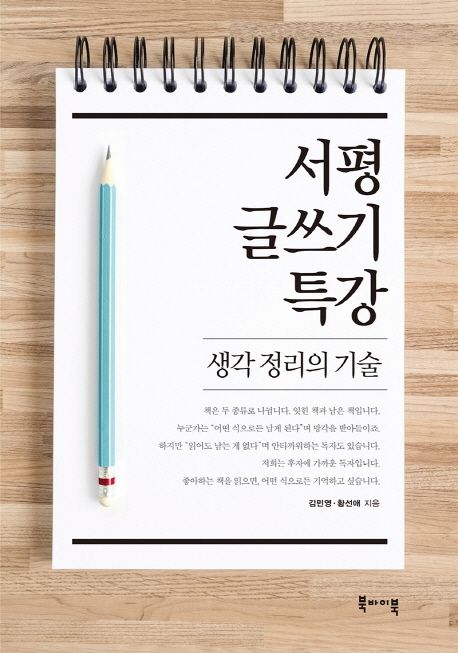 서평
글쓰기
특강
생각 정리의 기술
책은 두 종류로 나뉩니다. 잊힌 책과 남은 책입니다.
누군가는 “어떤 식으로든 남게 된다”며 망각을 받아들이죠.
하지만 “읽어도 남는 게 없다”며 안타까워하는 독자도 있습니다.
저희는 후자에 가까운 독자입니다.
좋아하는 책을 읽으면, 어떤 식으로든 기억하고 싶습니다.
김민영·황선애 지음
북바이북